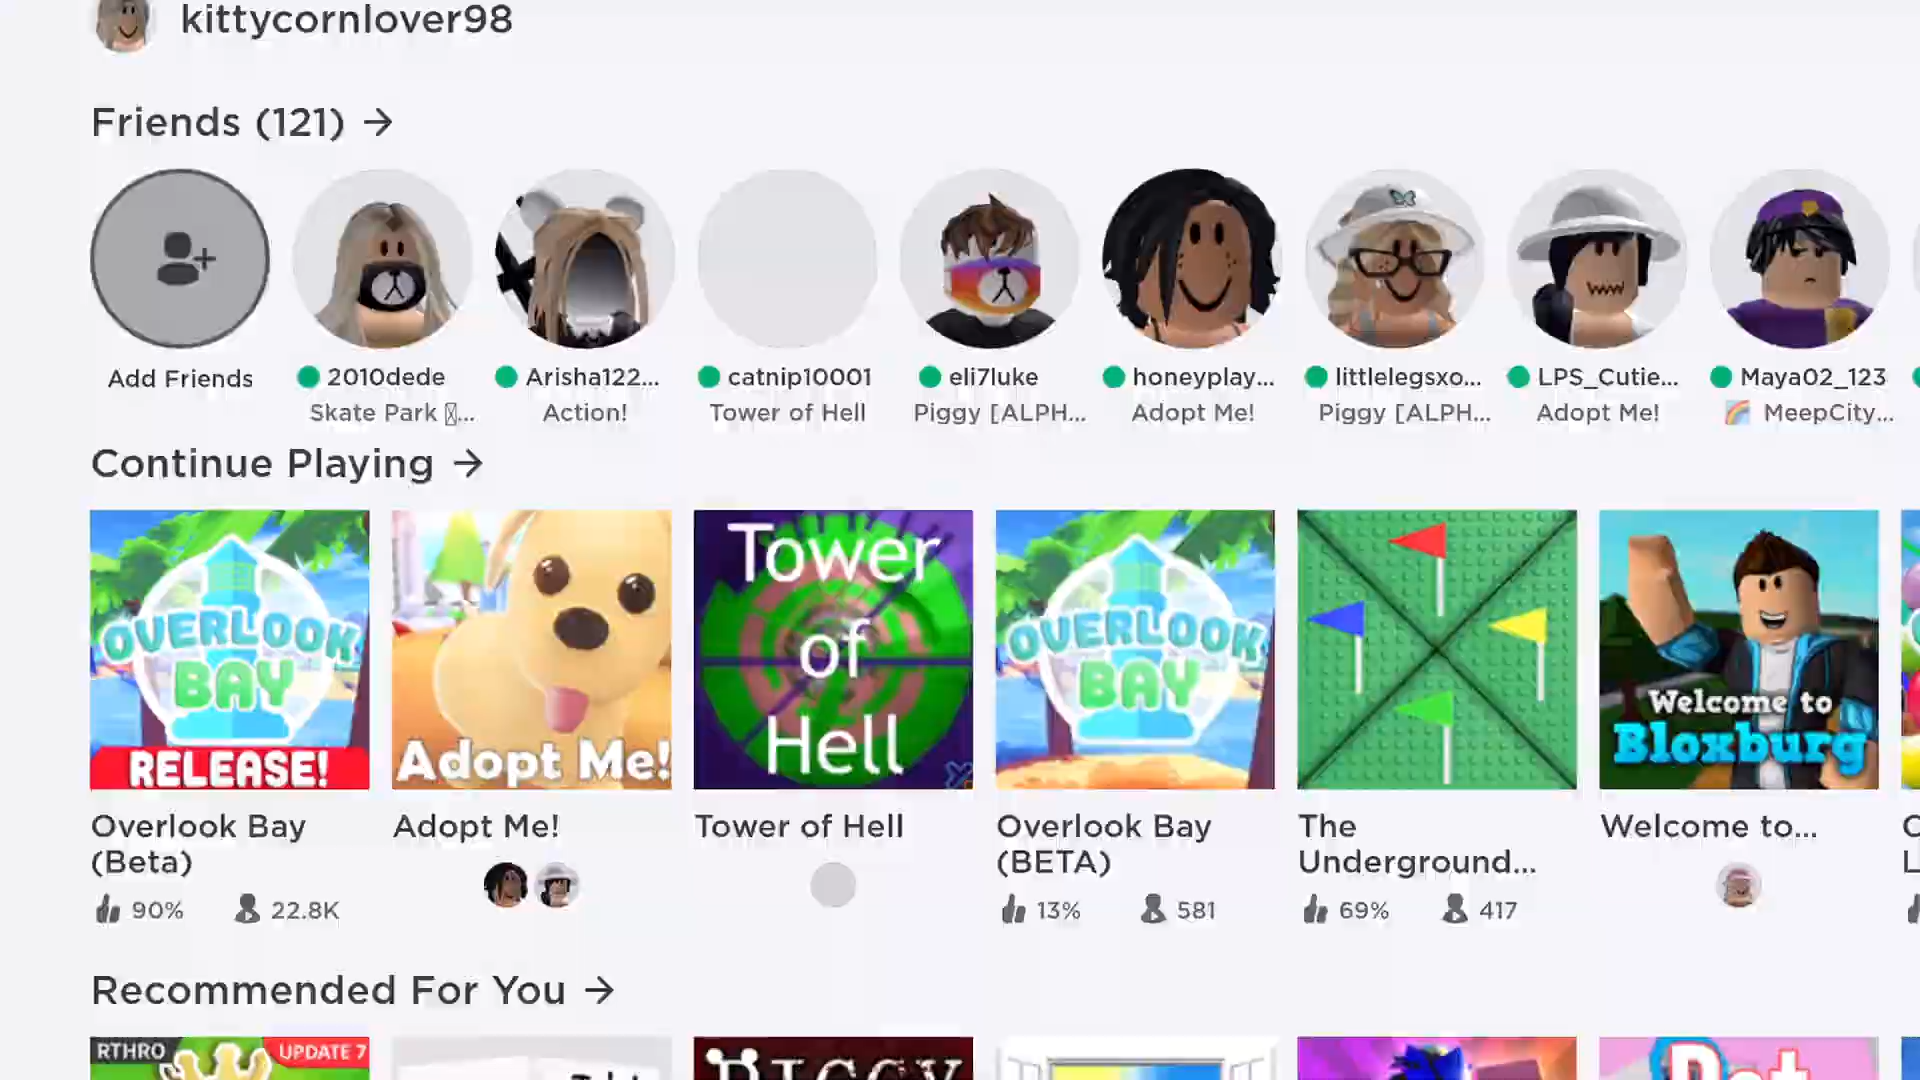 kittycornlover98
Friends (121) →
Add Friends
2010dede
Skate Park ...
Arisha122...
Action!
catnip10001
Tower of Hell
eli7luke
Piggy [ALPH...
honeyplay...
Adopt Me!
littlelegsxo...
Piggy [ALPH...
LPS_Cutie...
Adopt Me!
Maya02_123
🌈 MeepCity...
Continue Playing →
OVERLOOK
BAY
RELEASE!
Adopt Me!
Tower
of
Hell
OVERLOOK
BAY
Welcome to
Bloxburg
Overlook Bay
(Beta)
90% 22.8K
Adopt Me!
Tower of Hell
Overlook Bay
(BETA)
13% 581
The
Underground...
69% 417
Welcome to...
Recommended For You →
RTHRO
UPDATE 7
PIGGY
Pet